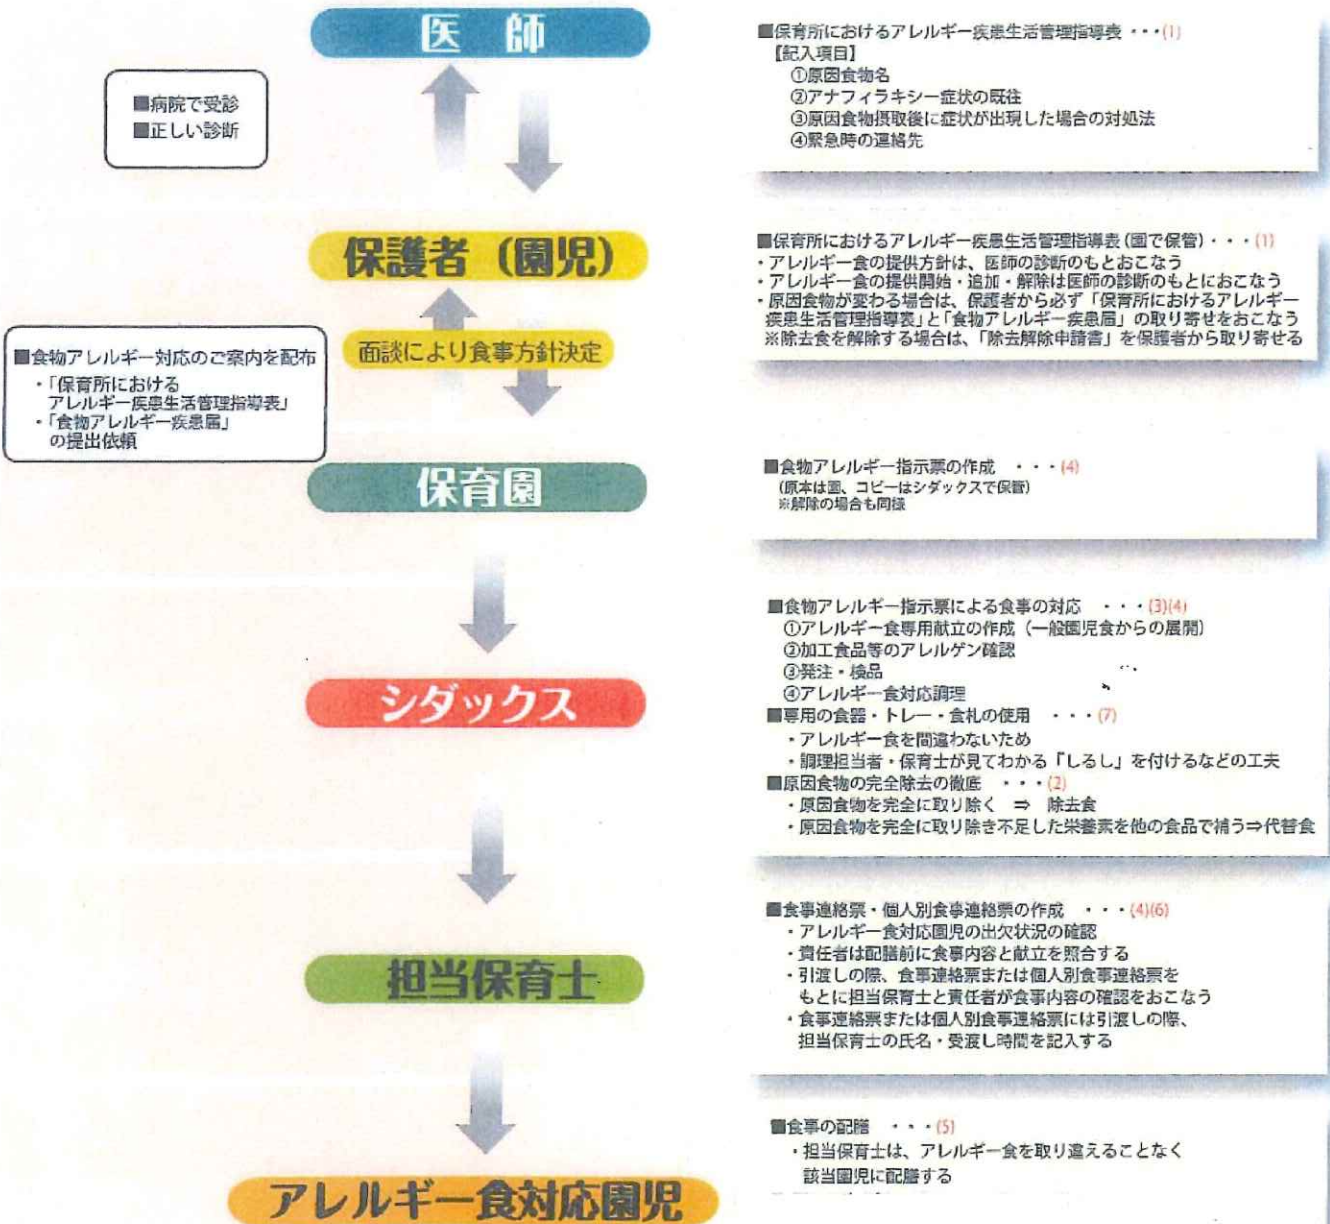 医 師
■病院で受診
■正しい診断
■保育所におけるアレルギー疾患生活管理指導表 ・・・(1)
【記入項目】
①原因食物名
②アナフィラキシー症状の既往
③原因食物摂取後に症状が出現した場合の対処法
④緊急時の連絡先
保護者（園児）
■保育所におけるアレルギー疾患生活管理指導表(園で保管)・・・(1)
・アレルギー食の提供方針は、医師の診断のもとおこなう
・アレルギー食の提供開始・追加・解除は医師の診断のもとにおこなう
・原因食物が変わる場合は、保護者から必ず「保育所におけるアレルギー
疾患生活管理指導表」と「食物アレルギー疾患届」の取り寄せをおこなう
※除去食を解除する場合は、「除去解除申請書」を保護者から取り寄せる
面談により食事方針決定
■食物アレルギー対応のご案内を配布
・「保育所における
アレルギー疾患生活管理指導表」
・「食物アレルギー疾患届」
の提出依頼
保育園
■食物アレルギー指示票の作成 ・・・(4)
(原本は園、コピーはシダックスで保管)
※解除の場合も同様
シダックス
■食物アレルギー指示票による食事の対応 ・・・(3)(4)
①アレルギー食専用献立の作成（一般園児食からの展開）
②加工食品等のアレルゲン確認
③発注・検品
④アレルギー食対応調理
■専用の食器・トレー・食札の使用 ・・・(7)
・アレルギー食を間違わないため
・調理担当者・保育士が見てわかる『しるし』を付けるなどの工夫
■原因食物の完全除去の徹底 ・・・(2)
・原因食物を完全に取り除く ⇒ 除去食
・原因食物を完全に取り除き不足した栄養素を他の食品で補う⇒代替食
担当保育士
■食事連絡票・個人別食事連絡票の作成 ・・・(4)(6)
・アレルギー食対応園児の出欠状況の確認
・責任者は配膳前に食事内容と献立を照合する
・引渡しの際、食事連絡票または個人別食事連絡票を
もとに担当保育士と責任者が食事内容の確認をおこなう
・食事連絡票または個人別食事連絡票には引渡しの際、
担当保育士の氏名・受渡し時間を記入する
■食事の配膳 ・・・(5)
・担当保育士は、アレルギー食を取り違えることなく
該当園児に配膳する
アレルギー食対応園児